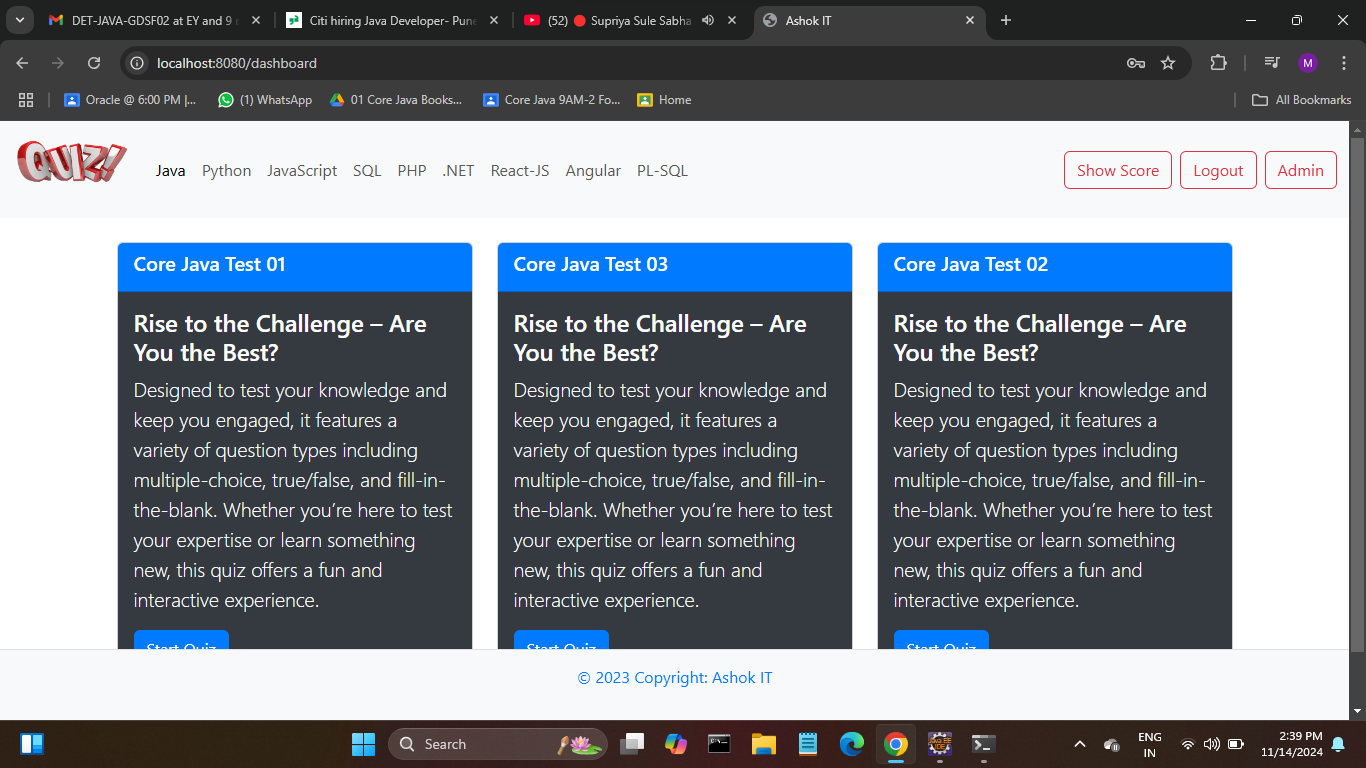 DET-JAVA-GDSF02 at EY and 9
Citi hiring Java Developer- Pune
(52) 🔴 Supriya Sule Sabha
Ashok IT
localhost:8080/dashboard
M
Oracle @ 6:00 PM |...
(1) WhatsApp
01 Core Java Books...
Core Java 9AM-2 Fo...
Home
All Bookmarks
QUIZ!
Java Python JavaScript SQL PHP .NET React-JS Angular PL-SQL
Show Score
Logout
Admin
Core Java Test 01
Rise to the Challenge – Are
You the Best?
Designed to test your knowledge and
keep you engaged, it features a
variety of question types including
multiple-choice, true/false, and fill-in-
the-blank. Whether you’re here to test
your expertise or learn something
new, this quiz offers a fun and
interactive experience.
Start Quiz
Core Java Test 03
Rise to the Challenge – Are
You the Best?
Designed to test your knowledge and
keep you engaged, it features a
variety of question types including
multiple-choice, true/false, and fill-in-
the-blank. Whether you’re here to test
your expertise or learn something
new, this quiz offers a fun and
interactive experience.
Start Quiz
Core Java Test 02
Rise to the Challenge – Are
You the Best?
Designed to test your knowledge and
keep you engaged, it features a
variety of question types including
multiple-choice, true/false, and fill-in-
the-blank. Whether you’re here to test
your expertise or learn something
new, this quiz offers a fun and
interactive experience.
Start Quiz
© 2023 Copyright: Ashok IT
Search
ENG
IN
2:39 PM
11/14/2024